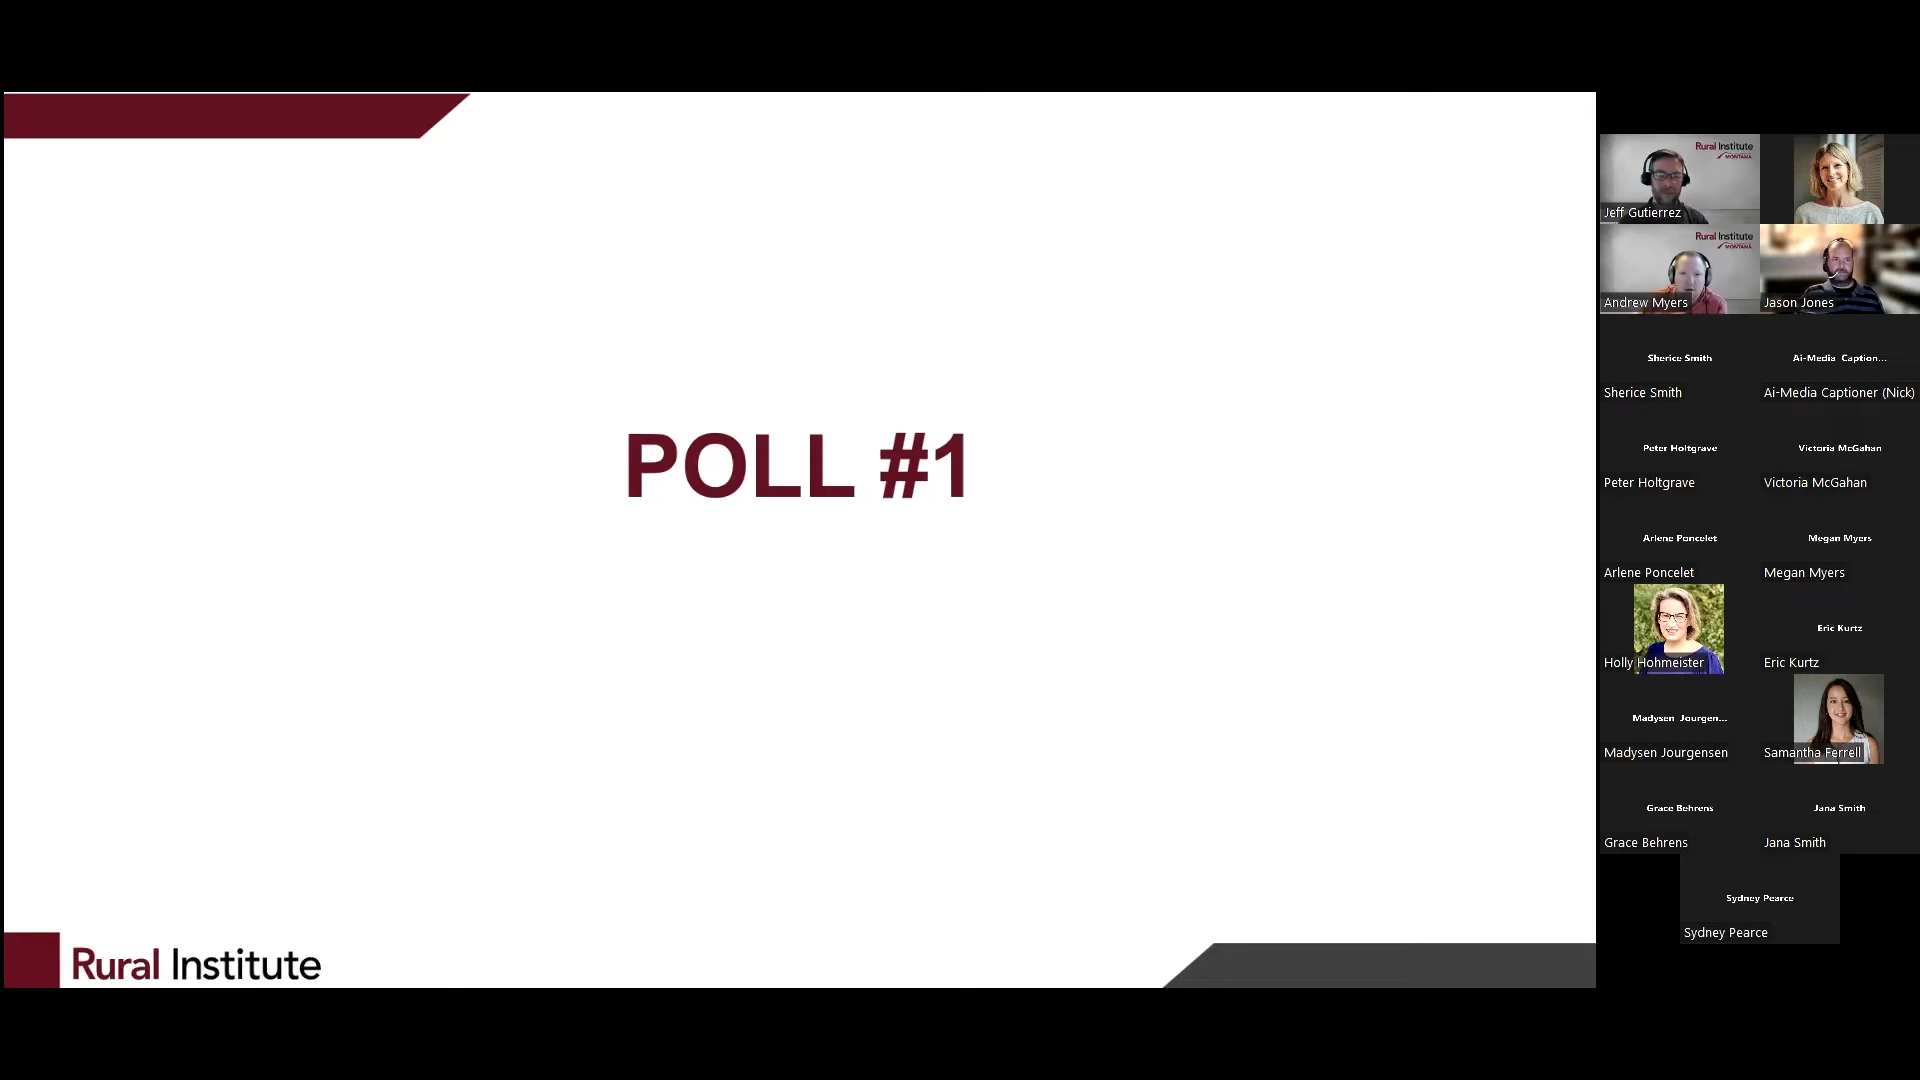 POLL #1
Rural Institute
Rural Institute
MONTANA
Jeff Gutierrez
Rural Institute
MONTANA
Andrew Myers
Jason Jones
Sherice Smith
Sherice Smith
Ai-Media Caption...
Ai-Media Captioner (Nick)
Peter Holtgrave
Peter Holtgrave
Victoria McGahan
Victoria McGahan
Arlene Poncelet
Arlene Poncelet
Megan Myers
Megan Myers
Holly Hohmeister
Eric Kurtz
Eric Kurtz
Madysen Jourgen...
Madysen Jourgensen
Samantha Ferrell
Grace Behrens
Grace Behrens
Jana Smith
Jana Smith
Sydney Pearce
Sydney Pearce